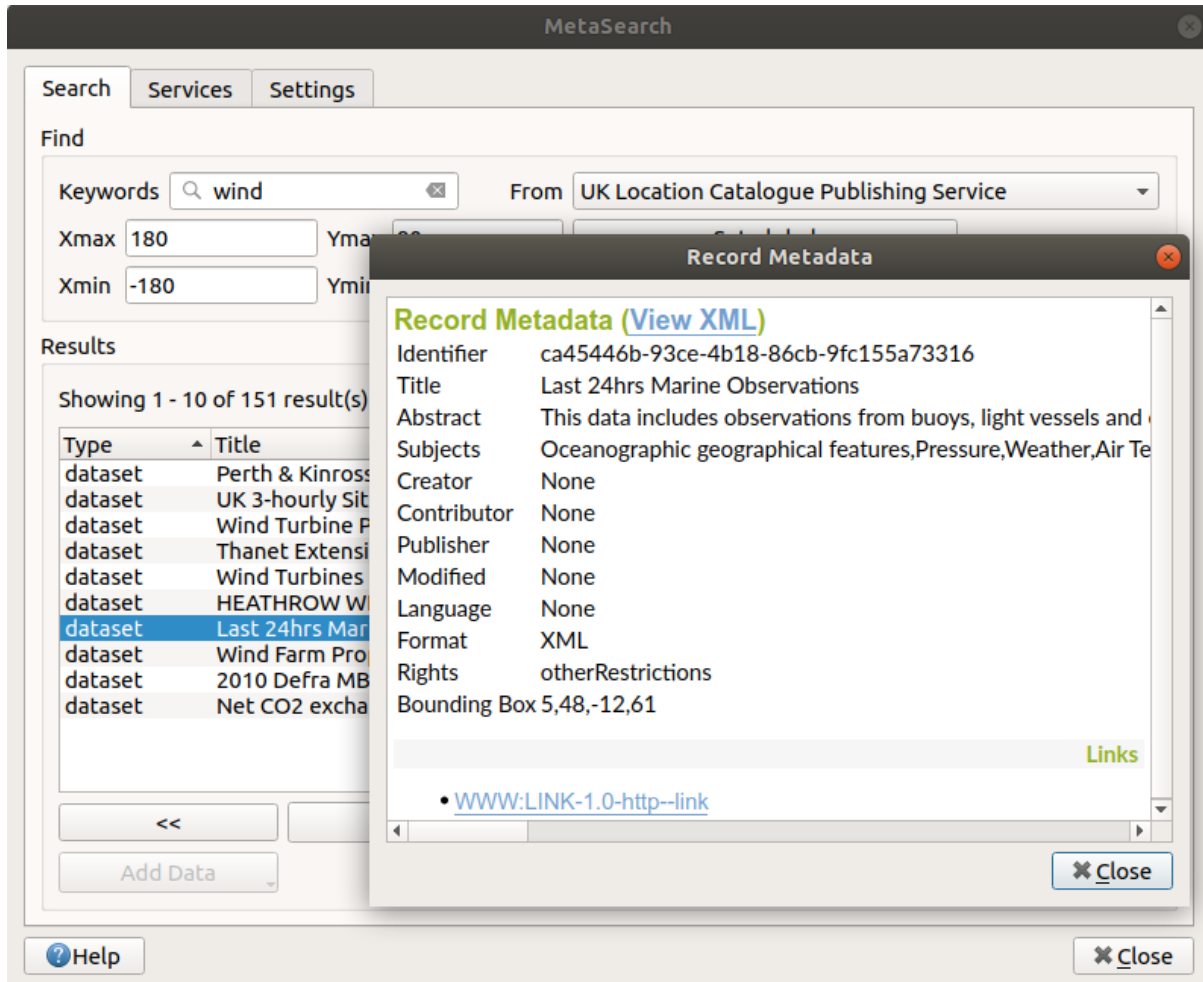 MetaSearch
Search Services Settings
Find
Keywords wind From UK Location Catalogue Publishing Service
Xmax 180
Xmin -180
Record Metadata
Record Metadata (View XML)
Identifier ca45446b-93ce-4b18-86cb-9fc155a73316
Title Last 24hrs Marine Observations
Abstract This data includes observations from buoys, light vessels and
Subjects Oceanographic geographical features,Pressure,Weather,Air Te
Creator None
Contributor None
Publisher None
Modified None
Language None
Format XML
Rights otherRestrictions
Bounding Box 5,48,-12,61
Links
WWW:LINK-1.0-http--link
Close
Results
Showing 1 - 10 of 151 result(s)
Type Title
dataset Perth & Kinross
dataset UK 3-hourly Sit
dataset Wind Turbine P
dataset Thanet Extensi
dataset Wind Turbines
dataset HEATHROW WI
dataset Last 24hrs Mar
dataset Wind Farm Pro
dataset 2010 Defra MB
dataset Net CO2 excha
<<
Add Data
Help Close